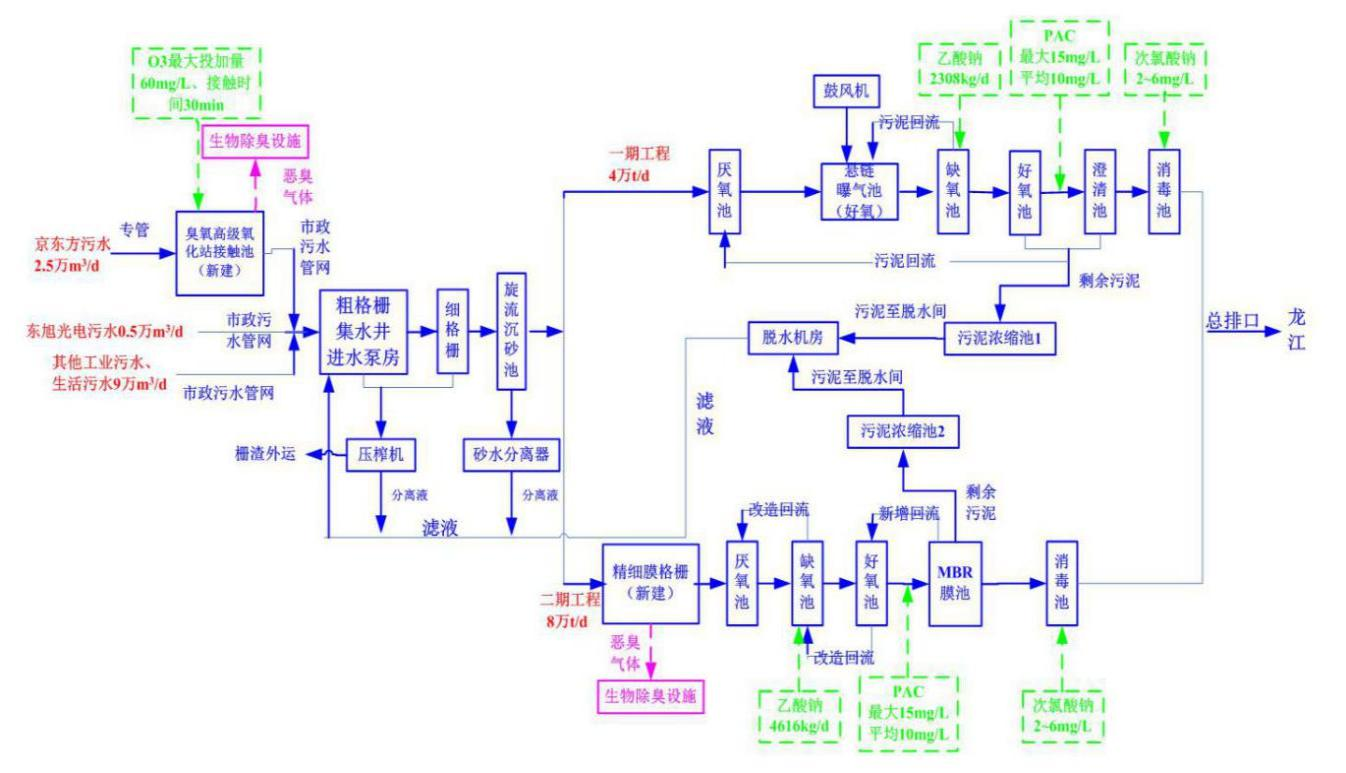 O3最大投加量
60mg/L、接触时
间30min
生物除臭设施
恶臭
气体
专管
京东方污水
2.5万m³/d
臭氧高级氧
化站接触池
（新建）
市政
污水
管网
东旭光电污水0.5万m³/d
市政污
水管网
其他工业污水、
生活污水9万m³/d
市政污水管网
粗格栅
集水井
进水泵房
细格栅
旋流沉砂池
栅渣外运
压榨机
砂水分离器
分离液
分离液
滤液
一期工程
4万t/d
厌氧池
鼓风机
悬链
曝气池
（好氧）
污泥回流
乙酸钠
2308kg/d
缺氧池
PAC
最大15mg/L
平均10mg/L
好氧池
澄清池
次氯酸钠
2~6mg/L
消毒池
污泥回流
剩余污泥
污泥至脱水间
脱水机房
污泥浓缩池1
污泥至脱水间
滤液
污泥浓缩池2
剩余
污泥
总排口
龙江
二期工程
8万t/d
精细膜格栅
（新建）
恶臭
气体
生物除臭设施
厌氧池
改造回流
缺氧池
新增回流
好氧池
改造回流
MBR
膜池
消毒池
乙酸钠
4616kg/d
PAC
最大15mg/L
平均10mg/L
次氯酸钠
2~6mg/L